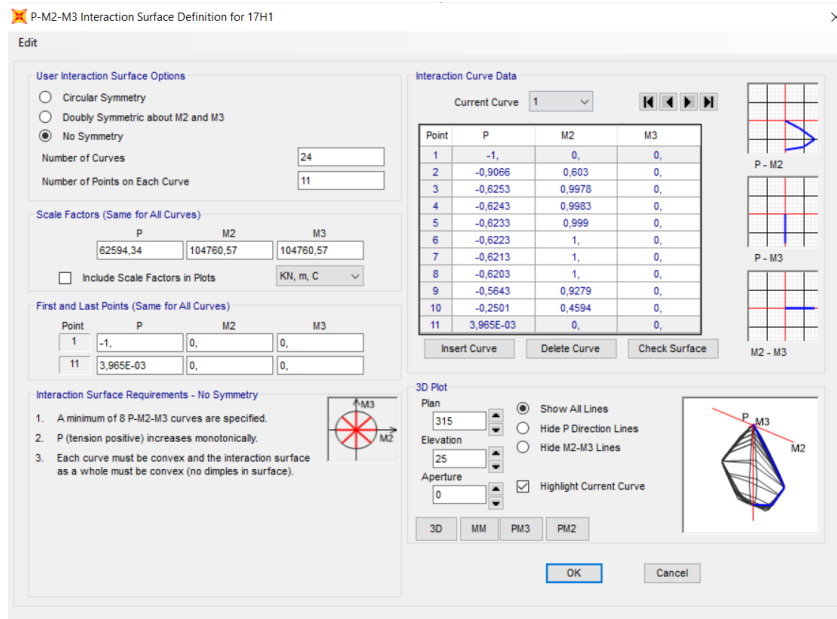 P-M2-M3 Interaction Surface Definition for 17H1
Edit
User Interaction Surface Options
Circular Symmetry
Doubly Symmetric about M2 and M3
No Symmetry
Number of Curves 24
Number of Points on Each Curve 11
Scale Factors (Same for All Curves)
P M2 M3
62594,34 104760,57 104760,57
Include Scale Factors in Plots KN, m, C
First and Last Points (Same for All Curves)
Point P M2 M3
1 -1, 0, 0,
11 3,965E-03 0, 0,
Interaction Surface Requirements - No Symmetry
1. A minimum of 8 P-M2-M3 curves are specified.
2. P (tension positive) increases monotonically.
3. Each curve must be convex and the interaction surface
as a whole must be convex (no dimples in surface).
M3
M2
Interaction Curve Data
Current Curve 1
Point P M2 M3
1 -1, 0, 0,
2 -0,9066 0,603 0,
3 -0,6253 0,9978 0,
4 -0,6243 0,9983 0,
5 -0,6233 0,999 0,
6 -0,6223 1, 0,
7 -0,6213 1, 0,
8 -0,6203 1, 0,
9 -0,5643 0,9279 0,
10 -0,2501 0,4594 0,
11 3,965E-03 0, 0,
Insert Curve Delete Curve Check Surface
P - M2
P - M3
M2 - M3
3D Plot
Plan
315
Elevation
25
Aperture
0
Show All Lines
Hide P Direction Lines
Hide M2-M3 Lines
Highlight Current Curve
3D MM PM3 PM2
P M3
M2
OK Cancel